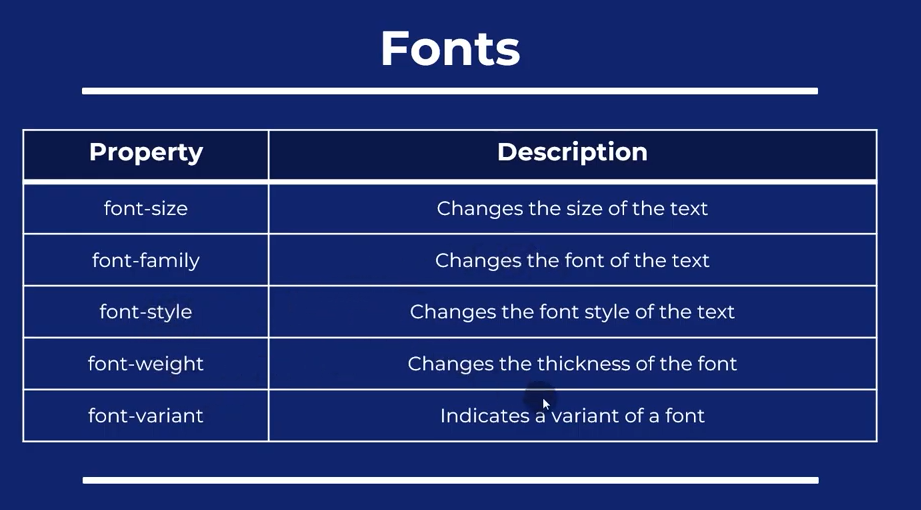 Fonts
Property Description
font-size Changes the size of the text
font-family Changes the font of the text
font-style Changes the font style of the text
font-weight Changes the thickness of the font
font-variant Indicates a variant of a font